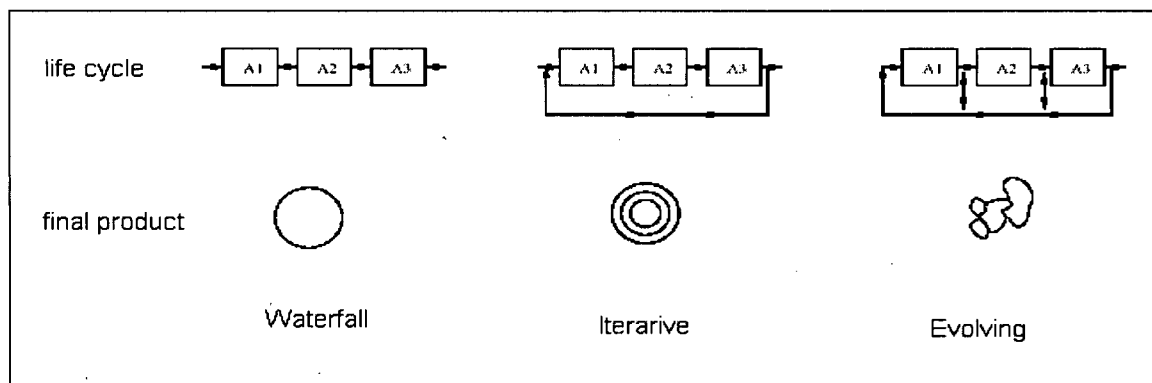 life cycle A1 A2 A3 A1 A2 A3 A1 A2 A3
final product
Waterfall Iterarive Evolving